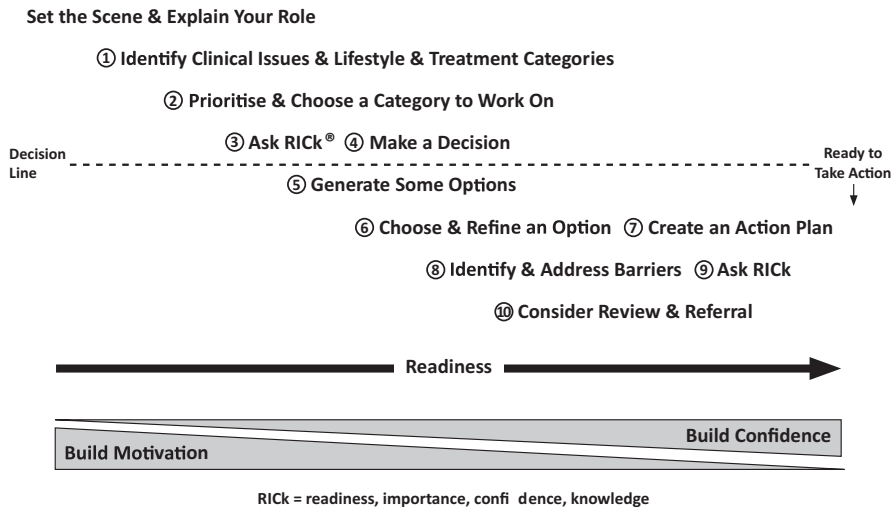 Set the Scene & Explain Your Role
① Identify Clinical Issues & Lifestyle & Treatment Categories
② Prioritise & Choose a Category to Work On
③ Ask RICk® ④ Make a Decision
Decision
Line
Ready to
Take Action
⑤ Generate Some Options
⑥ Choose & Refine an Option ⑦ Create an Action Plan
⑧ Identify & Address Barriers ⑨ Ask RICk
⑩ Consider Review & Referral
Readiness
Build Confidence
Build Motivation
RICk = readiness, importance, confi dence, knowledge